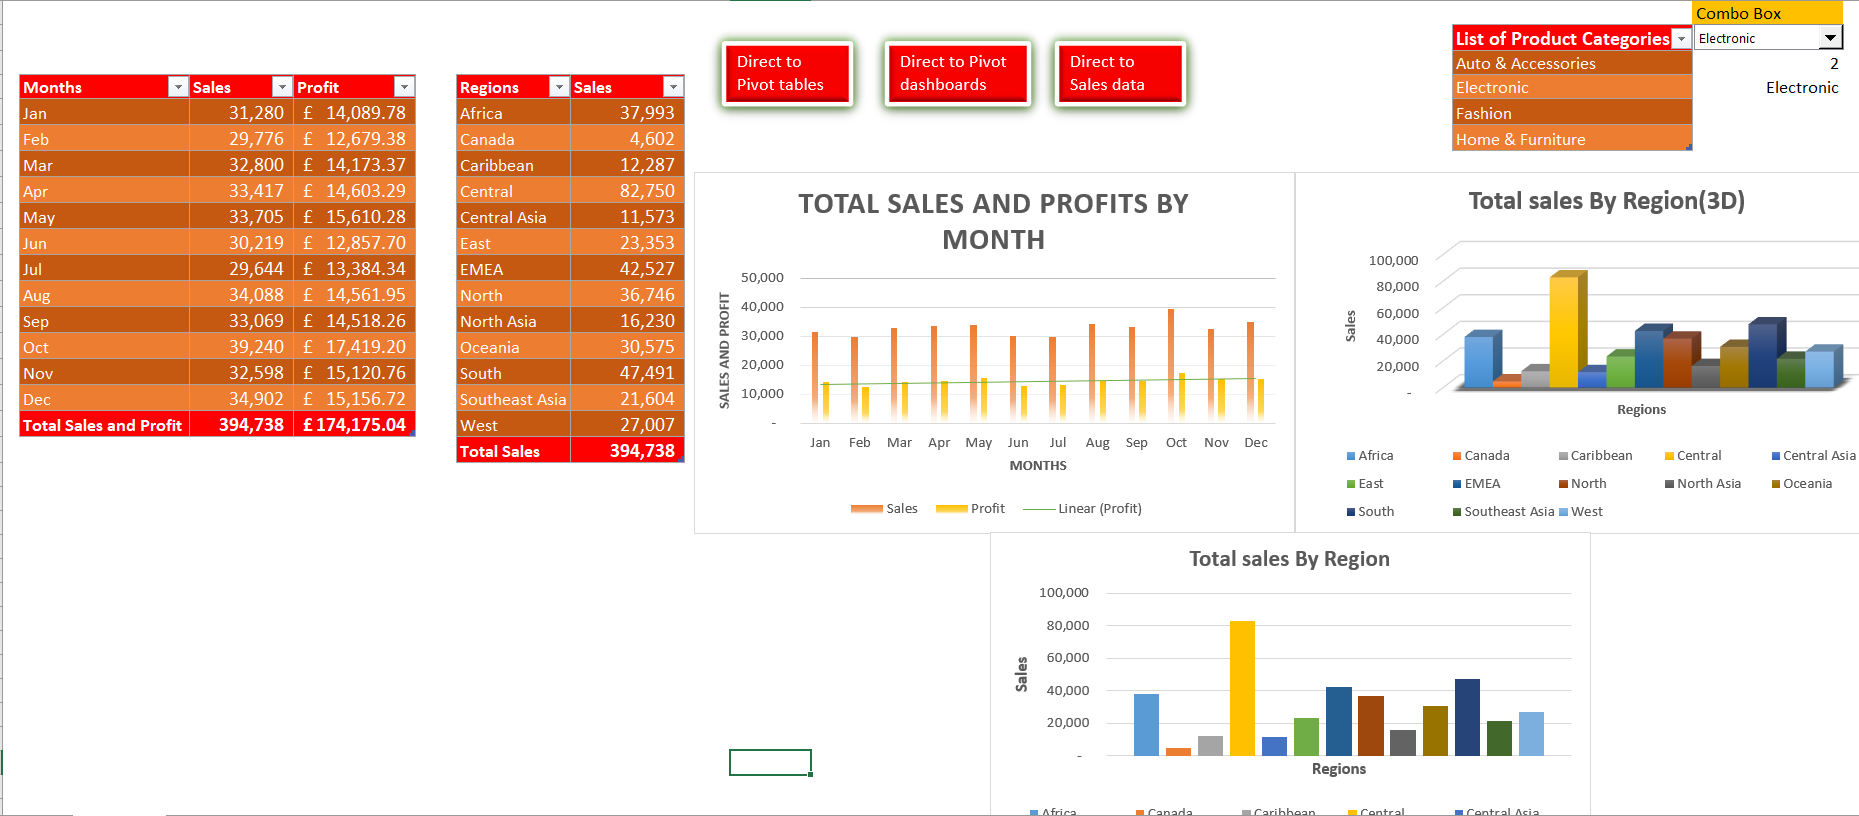 Combo Box
List of Product Categories
Electronic
Auto & Accessories
2
Electronic
Electronic
Fashion
Home & Furniture
Direct to
Pivot tables
Direct to Pivot
dashboards
Direct to
Sales data
Months Sales Profit
Jan 31,280 £ 14,089.78
Feb 29,776 £ 12,679.38
Mar 32,800 £ 14,173.37
Apr 33,417 £ 14,603.29
May 33,705 £ 15,610.28
Jun 30,219 £ 12,857.70
Jul 29,644 £ 13,384.34
Aug 34,088 £ 14,561.95
Sep 33,069 £ 14,518.26
Oct 39,240 £ 17,419.20
Nov 32,598 £ 15,120.76
Dec 34,902 £ 15,156.72
Total Sales and Profit 394,738 £ 174,175.04
Regions Sales
Africa 37,993
Canada 4,602
Caribbean 12,287
Central 82,750
Central Asia 11,573
East 23,353
EMEA 42,527
North 36,746
North Asia 16,230
Oceania 30,575
South 47,491
Southeast Asia 21,604
West 27,007
Total Sales 394,738
TOTAL SALES AND PROFITS BY
MONTH
SALES AND PROFIT
50,000
40,000
30,000
20,000
10,000
-
Jan Feb Mar Apr May Jun Jul Aug Sep Oct Nov Dec
MONTHS
Sales Profit Linear (Profit)
Total sales By Region(3D)
Sales
100,000
80,000
60,000
40,000
20,000
-
Regions
Africa Canada Caribbean Central Central Asia
East EMEA North North Asia Oceania
South Southeast Asia West
Total sales By Region
Sales
100,000
80,000
60,000
40,000
20,000
-
Regions
Africa Canada Caribbean Central Central Asia